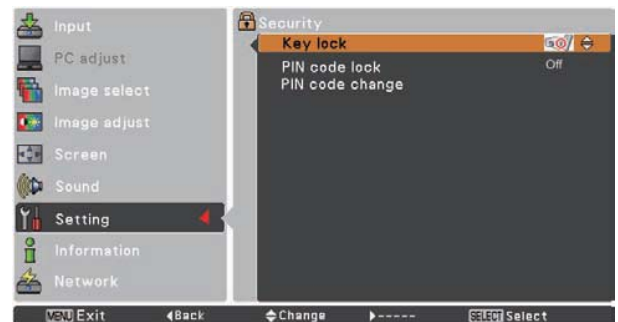 Input
PC adjust
Image select
Image adjust
Screen
Sound
Setting
Information
Network
Security
Key lock
PIN code lock Off
PIN code change
MENU Exit Back Change ----- SELECT Select